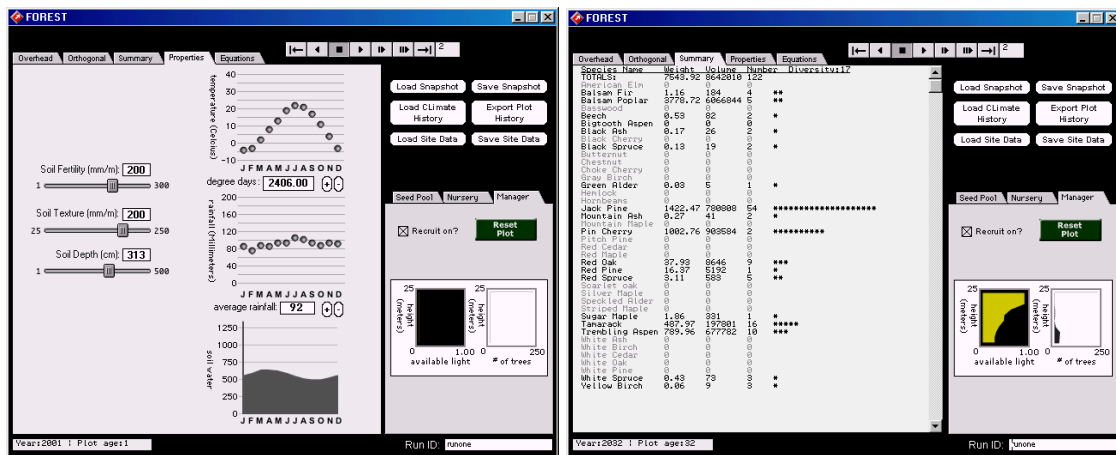 FOREST
Overhead Orthogonal Summary Properties Equations
2
temperature (Celcius)
40
30
20
10
0
-10
J F M A M J J A S O N D
degree days: 2406.00 + -
Soil Fertility (mm/m): 200
1 300
Soil Texture (mm/m): 200
25 250
Soil Depth (cm): 313
1 500
rainfall (Millimeters)
200
150
100
50
0
J F M A M J J A S O N D
average rainfall: 92 + -
soil water
1250
1000
750
500
250
0
J F M A M J J A S O N D
Load Snapshot Save Snapshot
Load CLimate History Export Plot History
Load Site Data Save Site Data
Seed Pool Nursery Manager
Recruit on? Reset Plot
25 25
height (meters) height (meters)
0 1.00 0 250
available light # of trees
Year:2001 | Plot age:1
Run ID: runone
FOREST
Overhead Orthogonal Summary Properties Equations
2
Species Name Weight Volume Number Diversity:17
TOTALS: 7543.92 8642010 122
American Elm 0 0 0
Balsam Fir 1.16 184 4 **
Balsam Poplar 3778.72 6066844 5 **
Basswood 0 0 0
Beech 0.53 82 2 *
Bigtooth Aspen 0 0 0
Black Ash 0.17 26 2 *
Black Cherry 0 0 0
Black Spruce 0.13 19 2 *
Butternut 0 0 0
Chestnut 0 0 0
Choke Cherry 0 0 0
Gray Birch 0 0 0
Green Alder 0.03 5 1 *
Hemlock 0 0 0
Hornbeams 0 0 0
Jack Pine 1422.47 780808 54 ********************
Mountain Ash 0.27 41 2 *
Mountain Maple 0 0 0
Pin Cherry 1002.76 903584 2 **********
Pitch Pine 0 0 0
Red Cedar 0 0 0
Red Maple 0 0 0
Red Oak 37.93 8646 9 ***
Red Pine 16.37 5192 1 *
Red Spruce 3.11 583 5 **
Scarlet oak 0 0 0
Silver Maple 0 0 0
Speckled Alder 0 0 0
Striped Maple 0 0 0
Sugar Maple 1.86 331 1 *
Tamarack 487.97 197801 16 *****
Trembling Aspen 789.96 677782 10 ***
White Ash 0 0 0
White Birch 0 0 0
White Cedar 0 0 0
White Oak 0 0 0
White Pine 0 0 0
White Spruce 0.43 73 3 *
Yellow Birch 0.06 9 3 *
Load Snapshot Save Snapshot
Load CLimate History Export Plot History
Load Site Data Save Site Data
Seed Pool Nursery Manager
Recruit on? Reset Plot
25 25
height (meters) height (meters)
0 1.00 0 250
available light # of trees
Year:2032 | Plot age:32
Run ID: runone